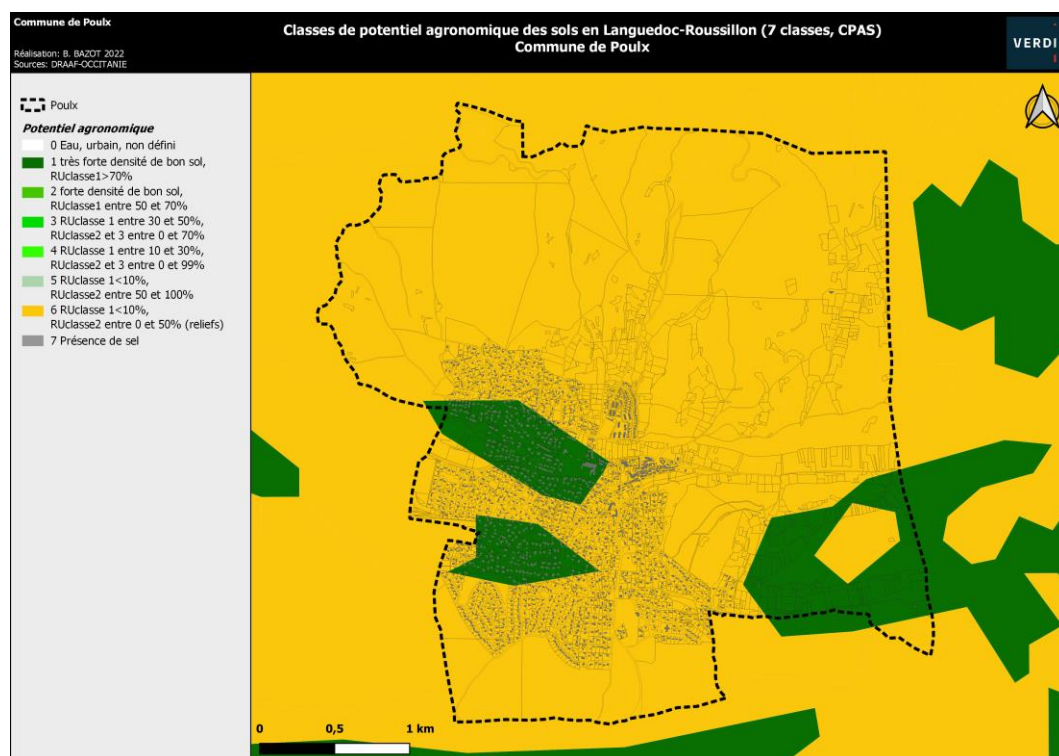 Commune de Poulx
Réalisation: B. BAZOT 2022
Sources: DRAAF-OCCITANIE
Classes de potentiel agronomique des sols en Languedoc-Roussillon (7 classes, CPAS)
Commune de Poulx
VERDI
Poulx
Potentiel agronomique
0 Eau, urbain, non défini
1 très forte densité de bon sol,
RUclasse1>70%
2 forte densité de bon sol,
RUclasse1 entre 50 et 70%
3 RUclasse 1 entre 30 et 50%,
RUclasse2 et 3 entre 0 et 70%
4 RUclasse 1 entre 10 et 30%,
RUclasse2 et 3 entre 0 et 99%
5 RUclasse 1<10%,
RUclasse2 entre 50 et 100%
6 RUclasse 1<10%,
RUclasse2 entre 0 et 50% (reliefs)
7 Présence de sel
0 0,5 1 km